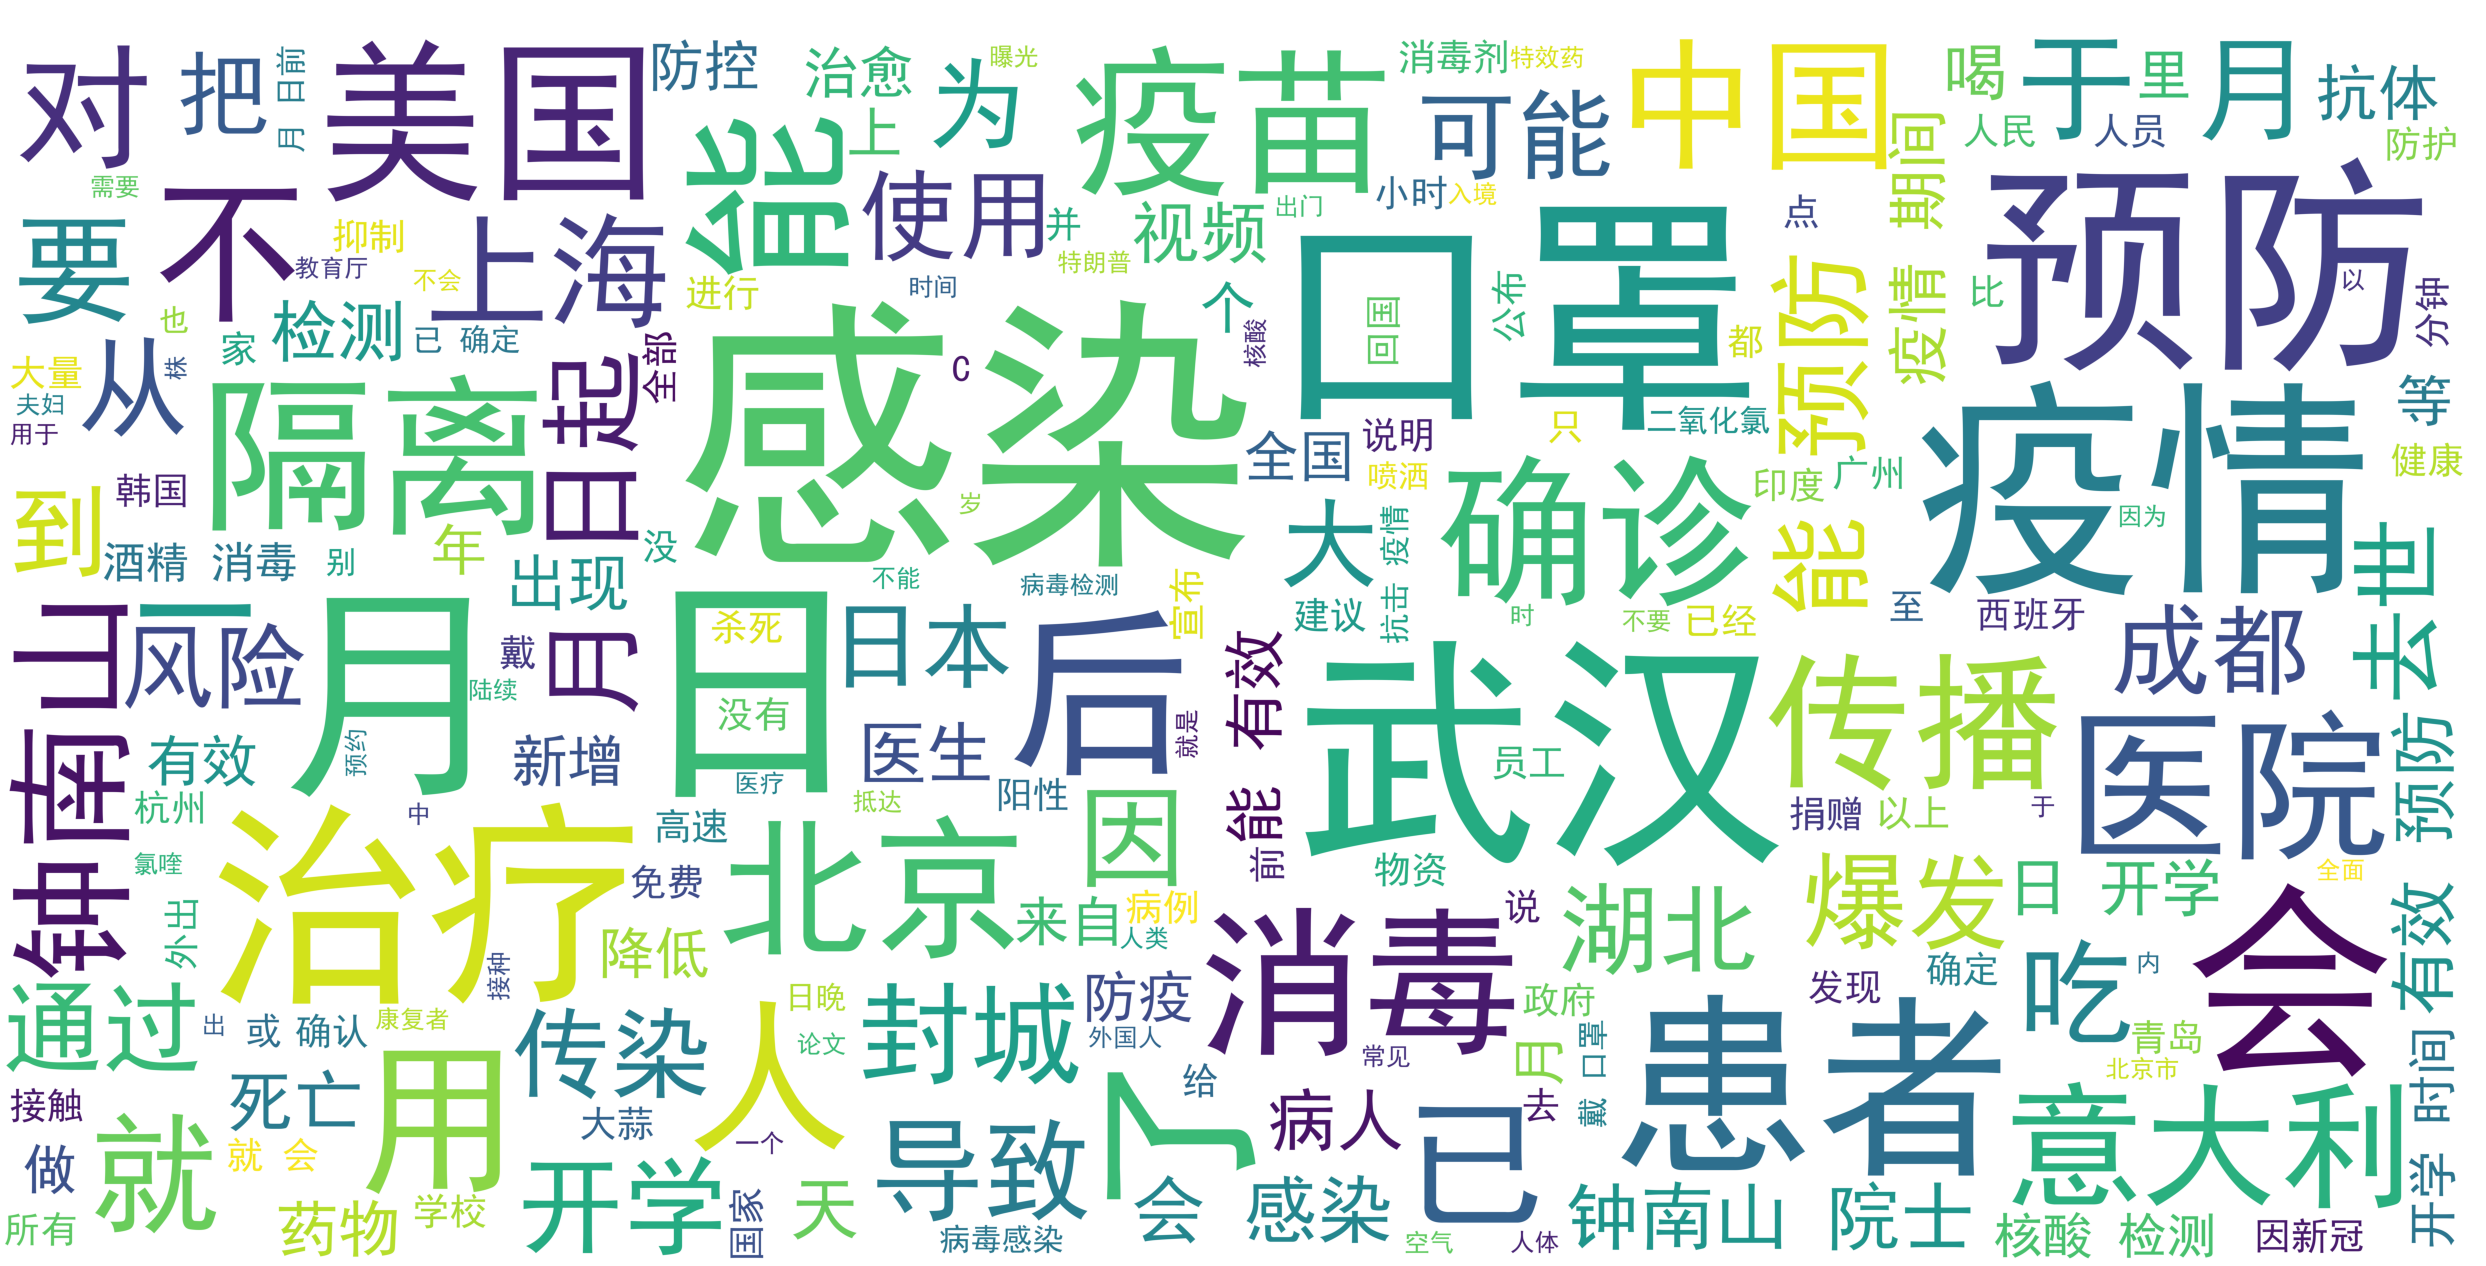 对
把
月 日前
美国
防控
治愈
为
曝光
疫苗
消毒剂
特效药
中国
喝
于
里
月
抗体
需要
不
能
上
可能
期间
人民
人员
防护
要
抑制
教育厅
不会
上海
使用
并
视频
特朗普
出门
小时
入境
点
预防
以
也
家
检测
已 确定
进行
时间
个
核酸
口罩
回国
公布
都
预防 能
疫情
比
分钟
大量
夫妇
用于
从
株
隔离
月 日起
全部
感染
C
岁
全国
说明
喷洒
只
二氧化氯
疫情
因为
等
健康
到
韩国
酒精 消毒
别
年
出现
没
不能
病毒检测
宣布
大
建议
抗击 疫情
确诊
时
不要
已经
印度
广州
至
西班牙
去世
钟南山
一
风险
月 日
陆续
预约
戴
杀死
没有
医疗
日本
后
就是
能 有效
前
武汉
员工
传播
成都
医院
预防
有效
有效
杭州
氯喹
外出
新增
中
医生
抵达
阳性
因
物资
捐赠
以上
于
治疗
接种
高速
免费
降低
北京
来自
病例
人类
消毒
说
湖北
爆发
日
开学
全面
会
通过
出
或 确认
康复者
传染
人
日晚
论文
封城
防疫
外国人
常见
政府
月
戴 口罩
患者
发现
确定
吃
内
青岛
北京市
接触
做
所有
就
死亡
就 会
用
大蒜
一个
给
病人
去
已
意大利
开学 时间
药物
学校
开学
国家
天
导致
病毒感染
会
感染
空气
人体
钟南山 院士
核酸 检测
因新冠